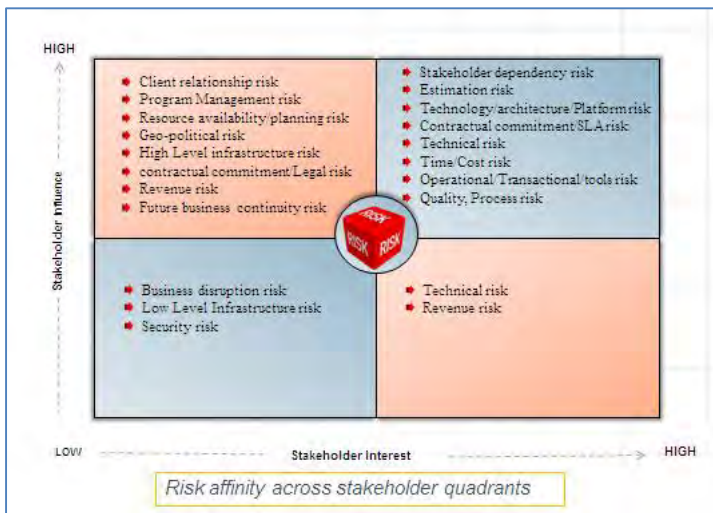 HIGH
Client relationship risk
Program Management risk
Resource availability/planning risk
Geo-political risk
High Level infrastructure risk
contractual commitment/Legal risk
Revenue risk
Future business continuity risk
Stakeholder dependency risk
Estimation risk
Technology/architecture/Platform risk
Contractual commitment/SLA risk
Technical risk
Time/Cost risk
Operational/Transactional/tools risk
Quality, Process risk
Stakeholder Influence
RISK
RISK
RISK
Business disruption risk
Low Level Infrastructure risk
Security risk
Technical risk
Revenue risk
LOW
Stakeholder Interest
HIGH
Risk affinity across stakeholder quadrants